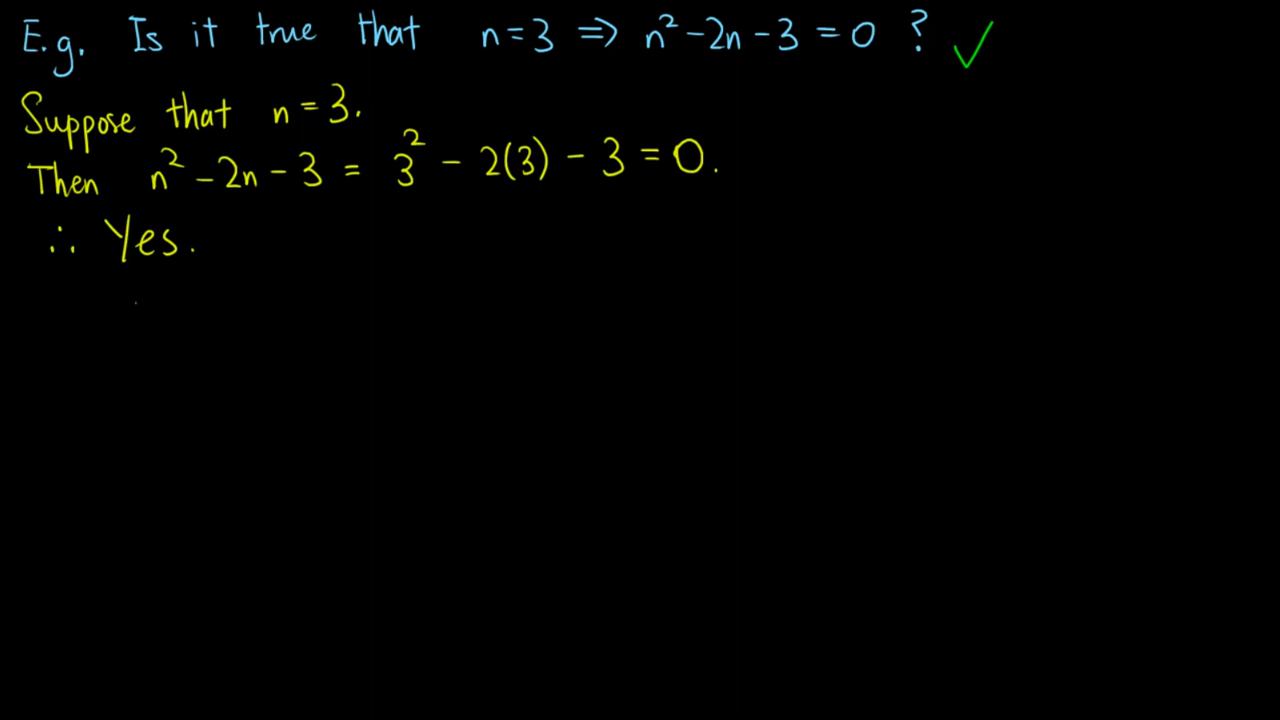 E.g. Is it true that n=3 ⇒ n²-2n-3=0 ? ✓
Suppose that n=3.
Then n²-2n-3 = 3²-2(3)-3=0.
∴ Yes.